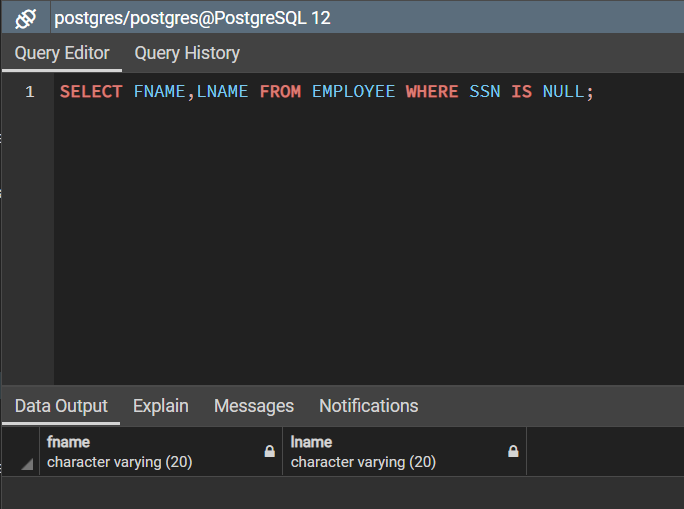 postgres/postgres@PostgreSQL 12
Query Editor Query History
1 SELECT FNAME,LNAME FROM EMPLOYEE WHERE SSN IS NULL;
Data Output Explain Messages Notifications
fname lname
character varying (20) character varying (20)